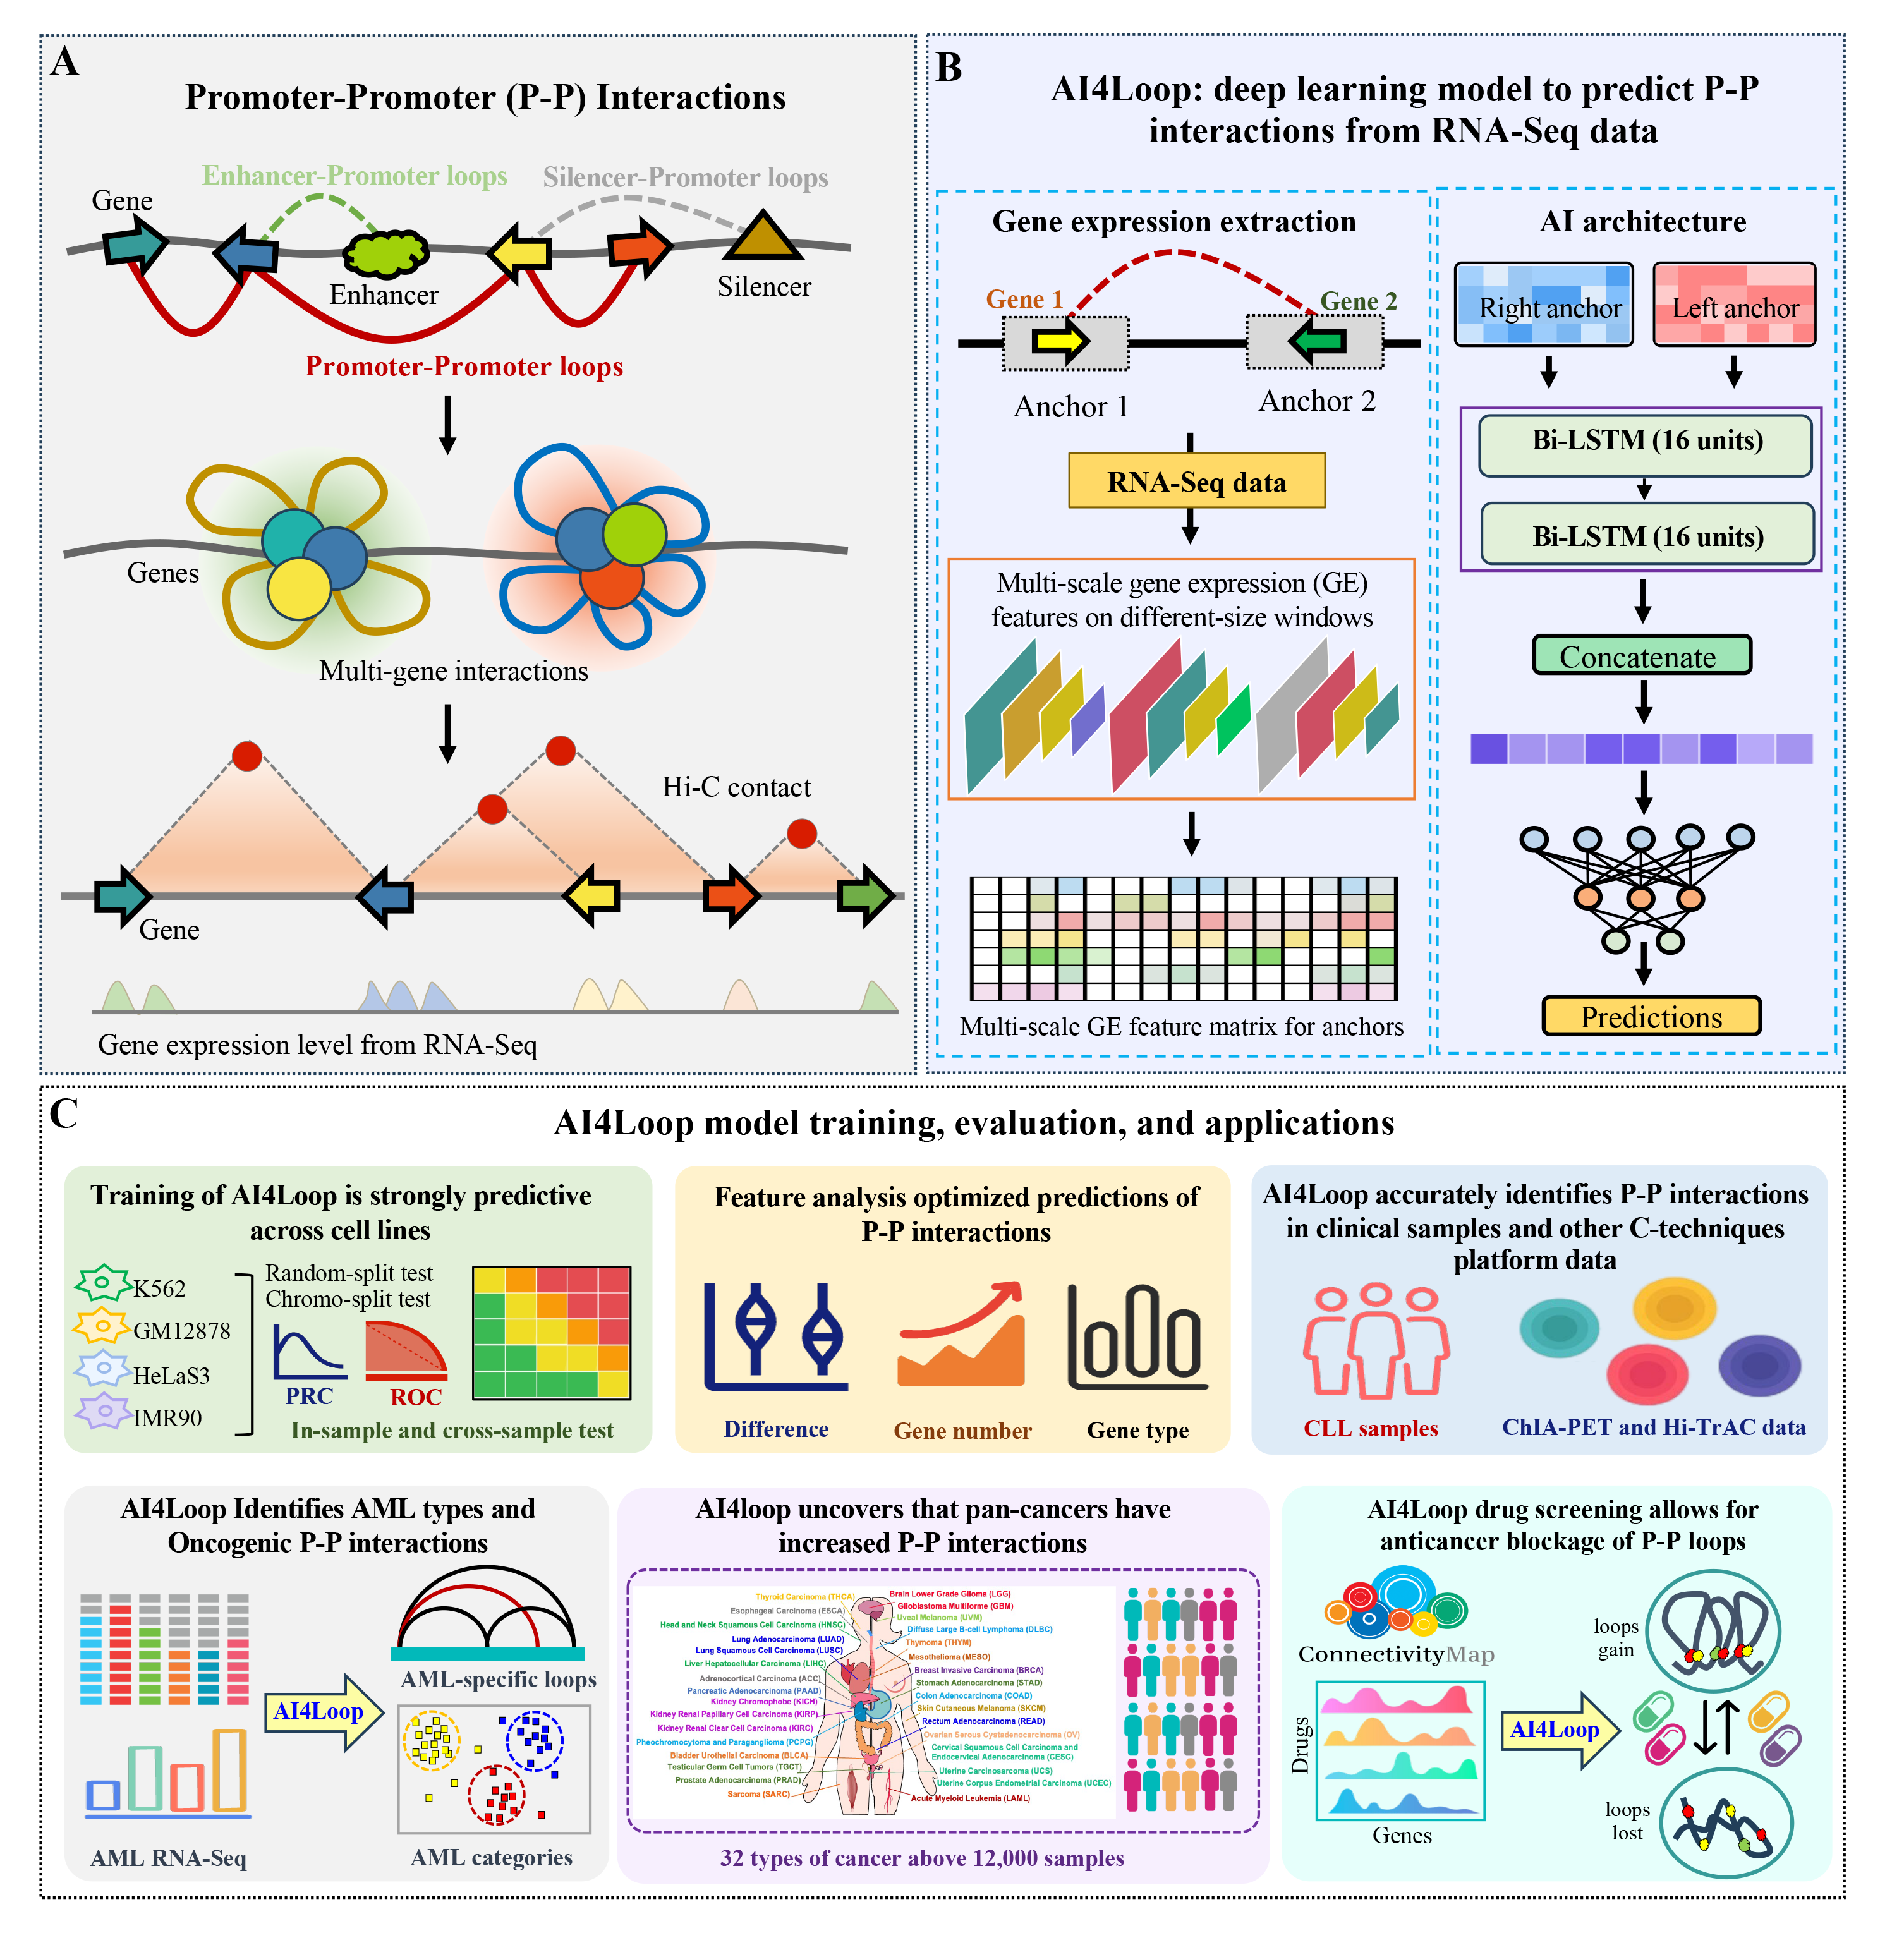 A
Promoter-Promoter (P-P) Interactions
Enhancer-Promoter loops
Silencer-Promoter loops
Gene
Enhancer
Silencer
Promoter-Promoter loops
Genes
Multi-gene interactions
Hi-C contact
Gene
Gene expression level from RNA-Seq
B
AI4Loop: deep learning model to predict P-P
interactions from RNA-Seq data
Gene expression extraction
Gene 1
Gene 2
Anchor 1
Anchor 2
RNA-Seq data
Multi-scale gene expression (GE)
features on different-size windows
Multi-scale GE feature matrix for anchors
AI architecture
Right anchor
Left anchor
Bi-LSTM (16 units)
Bi-LSTM (16 units)
Concatenate
Predictions
C
AI4Loop model training, evaluation, and applications
Training of AI4Loop is strongly predictive
across cell lines
K562
GM12878
HeLaS3
IMR90
Random-split test
Chromo-split test
PRC
ROC
In-sample and cross-sample test
Feature analysis optimized predictions of
P-P interactions
Difference
Gene number
Gene type
AI4Loop accurately identifies P-P interactions
in clinical samples and other C-techniques
platform data
CLL samples
ChIA-PET and Hi-TrAC data
AI4Loop Identifies AML types and
Oncogenic P-P interactions
AI4Loop
AML-specific loops
AML RNA-Seq
AML categories
AI4loop uncovers that pan-cancers have
increased P-P interactions
Thyroid Carcinoma (THCA)
Esophageal Carcinoma (ESCA)
Head and Neck Squamous Cell Carcinoma (HNSC)
Lung Adenocarcinoma (LUAD)
Lung Squamous Cell Carcinoma (LUSC)
Liver Hepatocellular Carcinoma (LIHC)
Adrenocortical Carcinoma (ACC)
Pancreatic Adenocarcinoma (PAAD)
Kidney Chromophobe (KICH)
Kidney Renal Papillary Cell Carcinoma (KIRP)
Kidney Renal Clear Cell Carcinoma (KIRC)
Pheochromocytoma and Paraganglioma (PCPG)
Bladder Urothelial Carcinoma (BLCA)
Testicular Germ Cell Tumors (TGCT)
Prostate Adenocarcinoma (PRAD)
Sarcoma (SARC)
Brain Lower Grade Glioma (LGG)
Glioblastoma Multiforme (GBM)
Uveal Melanoma (UVM)
Diffuse Large B-cell Lymphoma (DLBC)
Thymoma (THYM)
Mesothelioma (MESO)
Breast Invasive Carcinoma (BRCA)
Stomach Adenocarcinoma (STAD)
Colon Adenocarcinoma (COAD)
Skin Cutaneous Melanoma (SKCM)
Rectum Adenocarcinoma (READ)
Ovarian Serous Cystadenocarcinoma (OV)
Cervical Squamous Cell Carcinoma and
Endocervical Adenocarcinoma (CESC)
Uterine Carcinosarcoma (UCS)
Uterine Corpus Endometrial Carcinoma (UCEC)
Acute Myeloid Leukemia (LAML)
32 types of cancer above 12,000 samples
AI4Loop drug screening allows for
anticancer blockage of P-P loops
ConnectivityMap
Drugs
Genes
AI4Loop
loops
gain
loops
lost